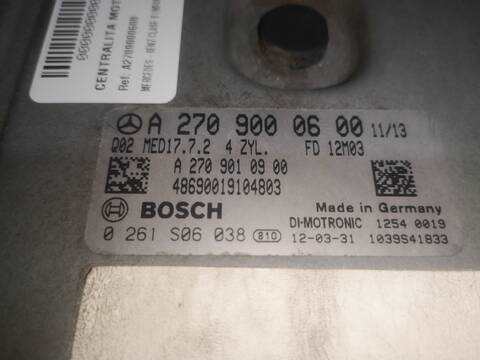 CENTRALITA MOT
Ref. A2709000600
A 270 900 06 00 11/13
Q02 MED17.7.2 4 ZYL. FD 12M03
A 270 901 09 00
48690019104803
BOSCH
Made in Germany
DI-MOTRONIC 1254 0019
0 261 S06 038 810 12-03-31 1039S41833